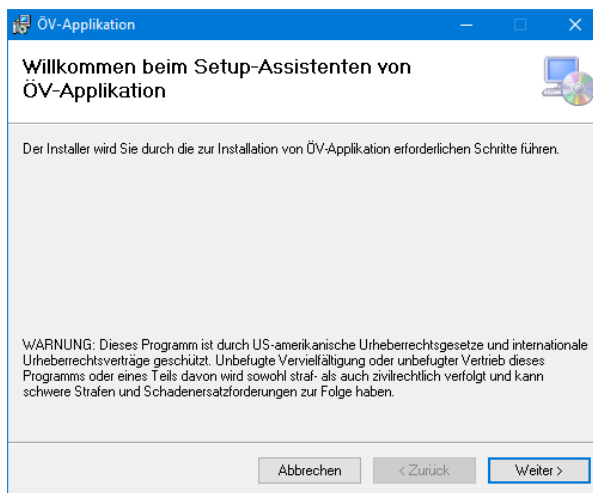 ÖV-Applikation
Willkommen beim Setup-Assistenten von
ÖV-Applikation
Der Installer wird Sie durch die zur Installation von ÖV-Applikation erforderlichen Schritte führen.
WARNUNG: Dieses Programm ist durch US-amerikanische Urheberrechtsgesetze und internationale
Urheberrechtsverträge geschützt. Unbefugte Vervielfältigung oder unbefugter Vertrieb dieses
Programms oder eines Teils davon wird sowohl straf- als auch zivilrechtlich verfolgt und kann
schwere Strafen und Schadenersatzforderungen zur Folge haben.
Abbrechen
< Zurück
Weiter >